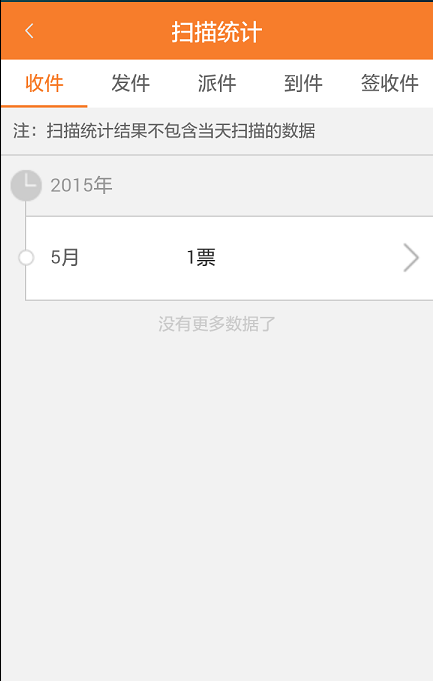 扫描统计
收件 发件 派件 到件 签收件
注：扫描统计结果不包含当天扫描的数据
2015年
5月 1票
没有更多数据了